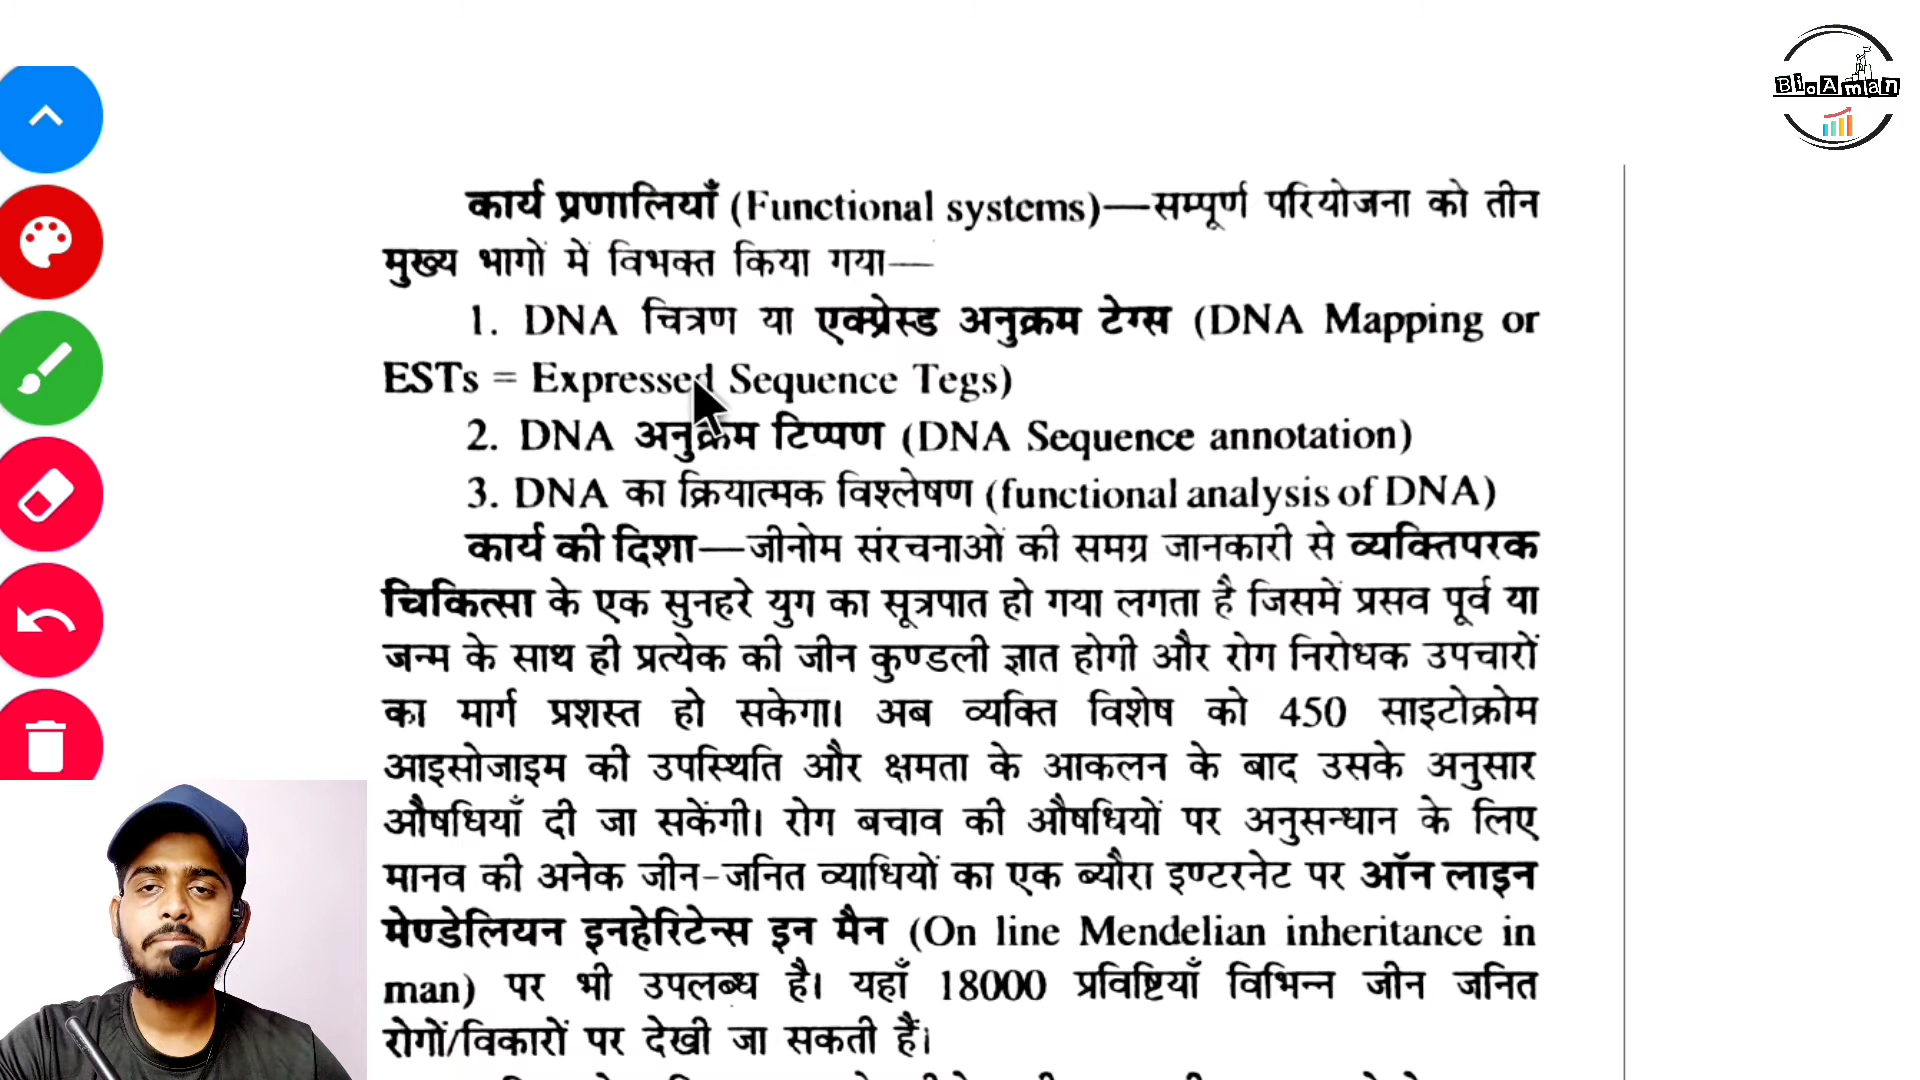 BioAman
कार्य प्रणालियाँ (Functional systems)—सम्पूर्ण परियोजना को तीन
मुख्य भागों में विभक्त किया गया—
1. DNA चित्रण या एक्प्रेस्ड अनुक्रम टेग्स (DNA Mapping or
ESTs = Expressed Sequence Tegs)
2. DNA अनुक्रम टिप्पण (DNA Sequence annotation)
3. DNA का क्रियात्मक विश्लेषण (functional analysis of DNA)
कार्य की दिशा—जीनोम संरचनाओं की समग्र जानकारी से व्यक्तिपरक
चिकित्सा के एक सुनहरे युग का सूत्रपात हो गया लगता है जिसमें प्रसव पूर्व या
जन्म के साथ ही प्रत्येक की जीन कुण्डली ज्ञात होगी और रोग निरोधक उपचारों
का मार्ग प्रशस्त हो सकेगा। अब व्यक्ति विशेष को 450 साइटोक्रोम
आइसोजाइम की उपस्थिति और क्षमता के आकलन के बाद उसके अनुसार
औषधियाँ दी जा सकेंगी। रोग बचाव की औषधियों पर अनुसन्धान के लिए
मानव की अनेक जीन-जनित व्याधियों का एक ब्यौरा इण्टरनेट पर ऑन लाइन
मेण्डेलियन इनहेरिटेन्स इन मैन (On line Mendelian inheritance in
man) पर भी उपलब्ध है। यहाँ 18000 प्रविष्टियाँ विभिन्न जीन जनित
रोगों/विकारों पर देखी जा सकती हैं।